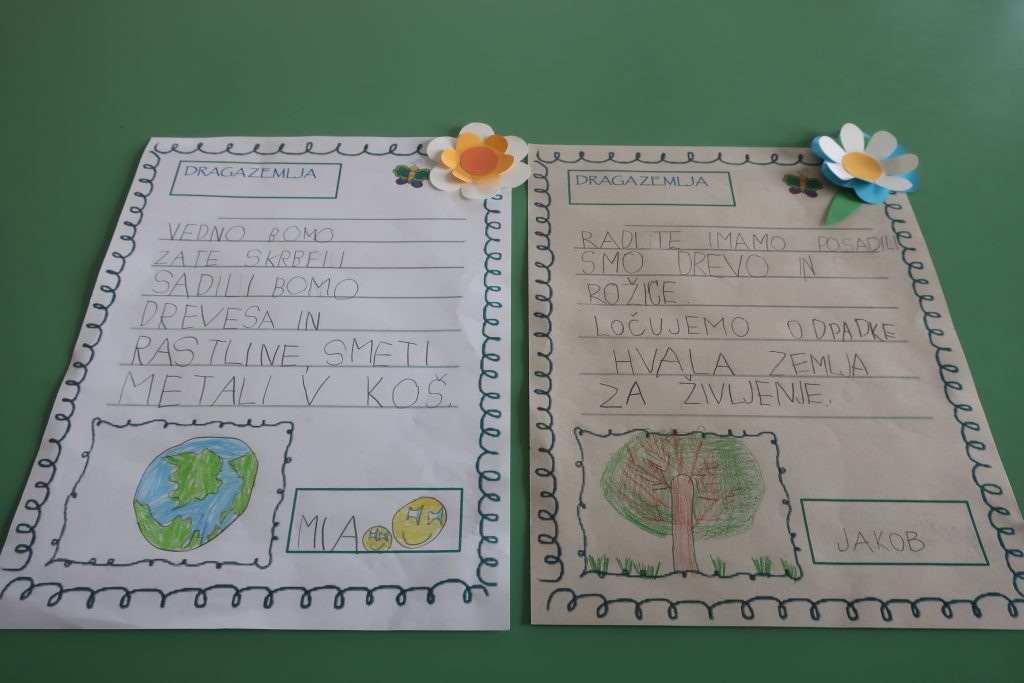 DRAGAZEMLJA
VEDNO BOMO
ZATE SKRBELI
SADILI BOMO
DREVESA IN
RASTLINE, SMETI
METALI V KOŠ.
MIA
DRAGAZEMLJA
RADI TE IMAMO POSADILI
SMO DREVO IN
ROŽICE.
LOČUJEMO ODPADKE
HVALA ZEMLJA
ZA ŽIVLJENJE.
JAKOB